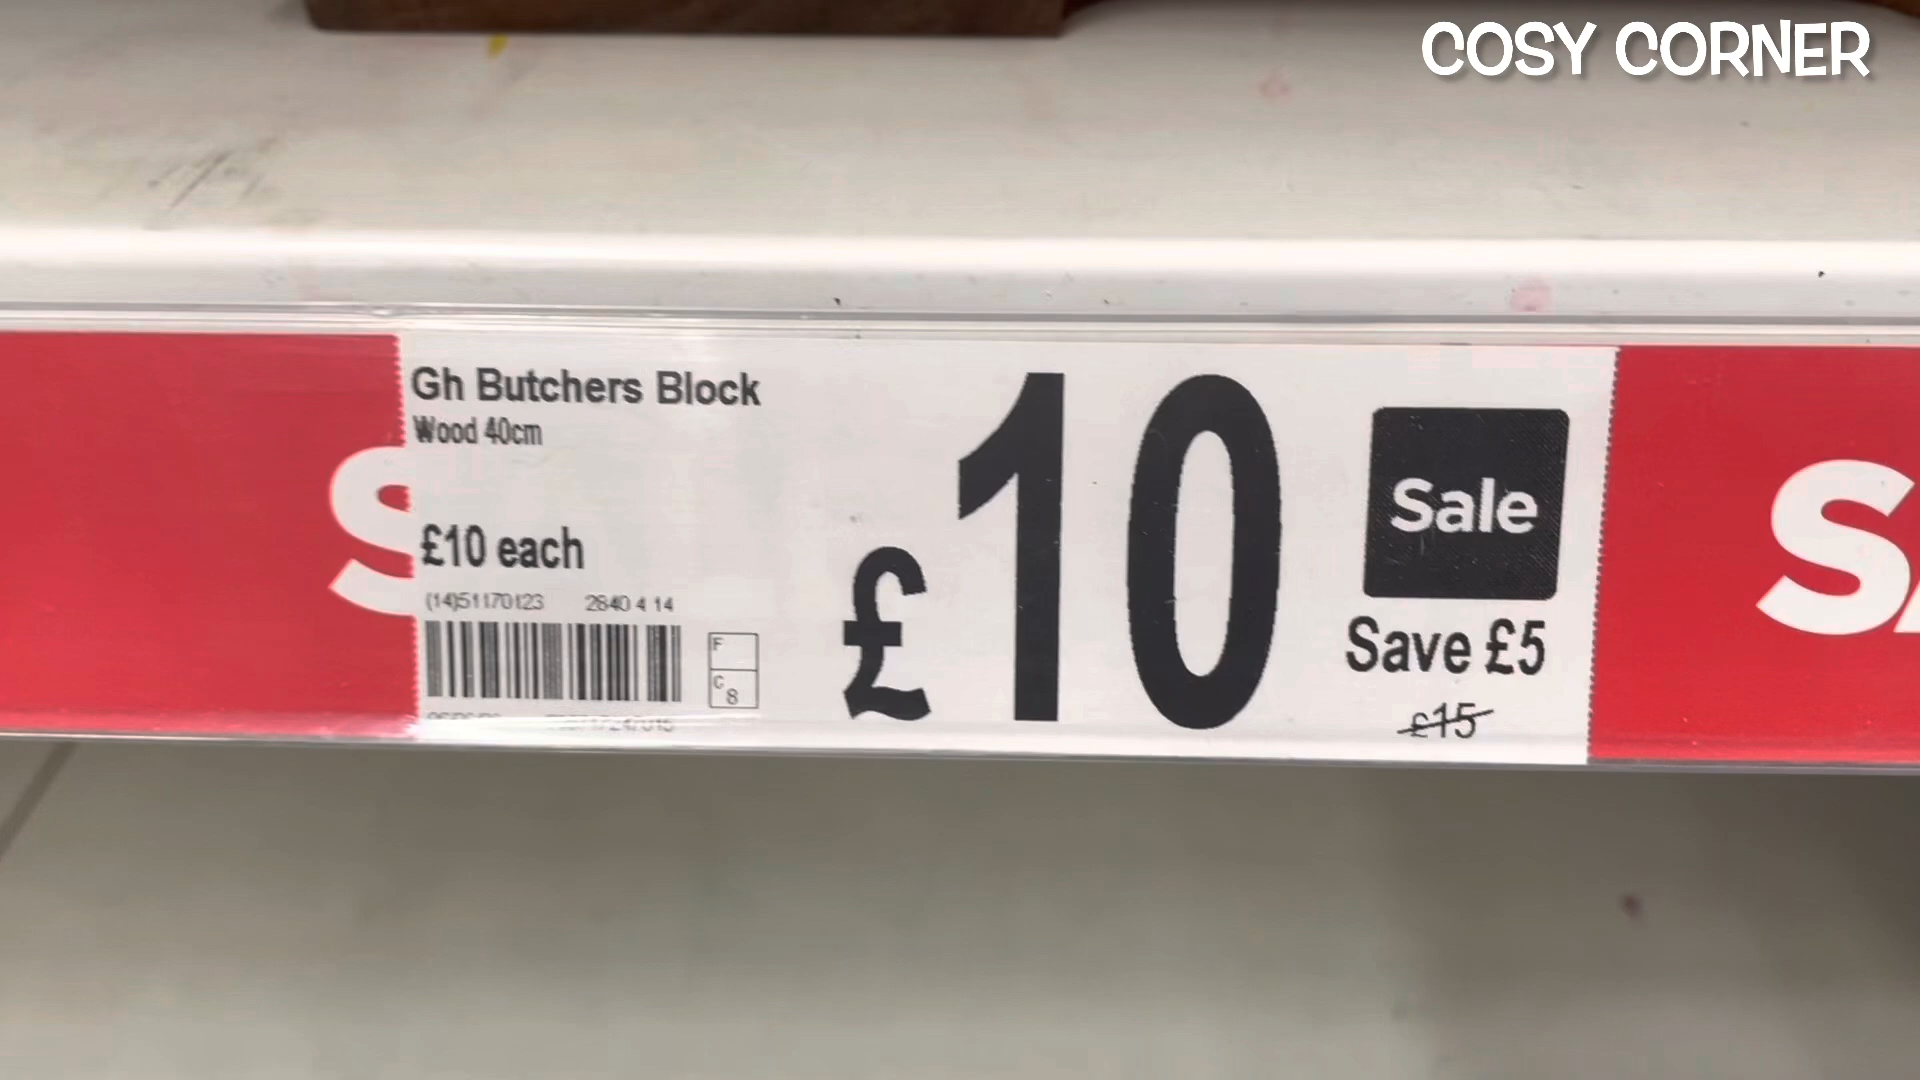 COSY CORNER
Gh Butchers Block
Wood 40cm
£10 each
(14)51170123 2840 4 14
F
C 8
£10
Sale
Save £5
£15
S
SA